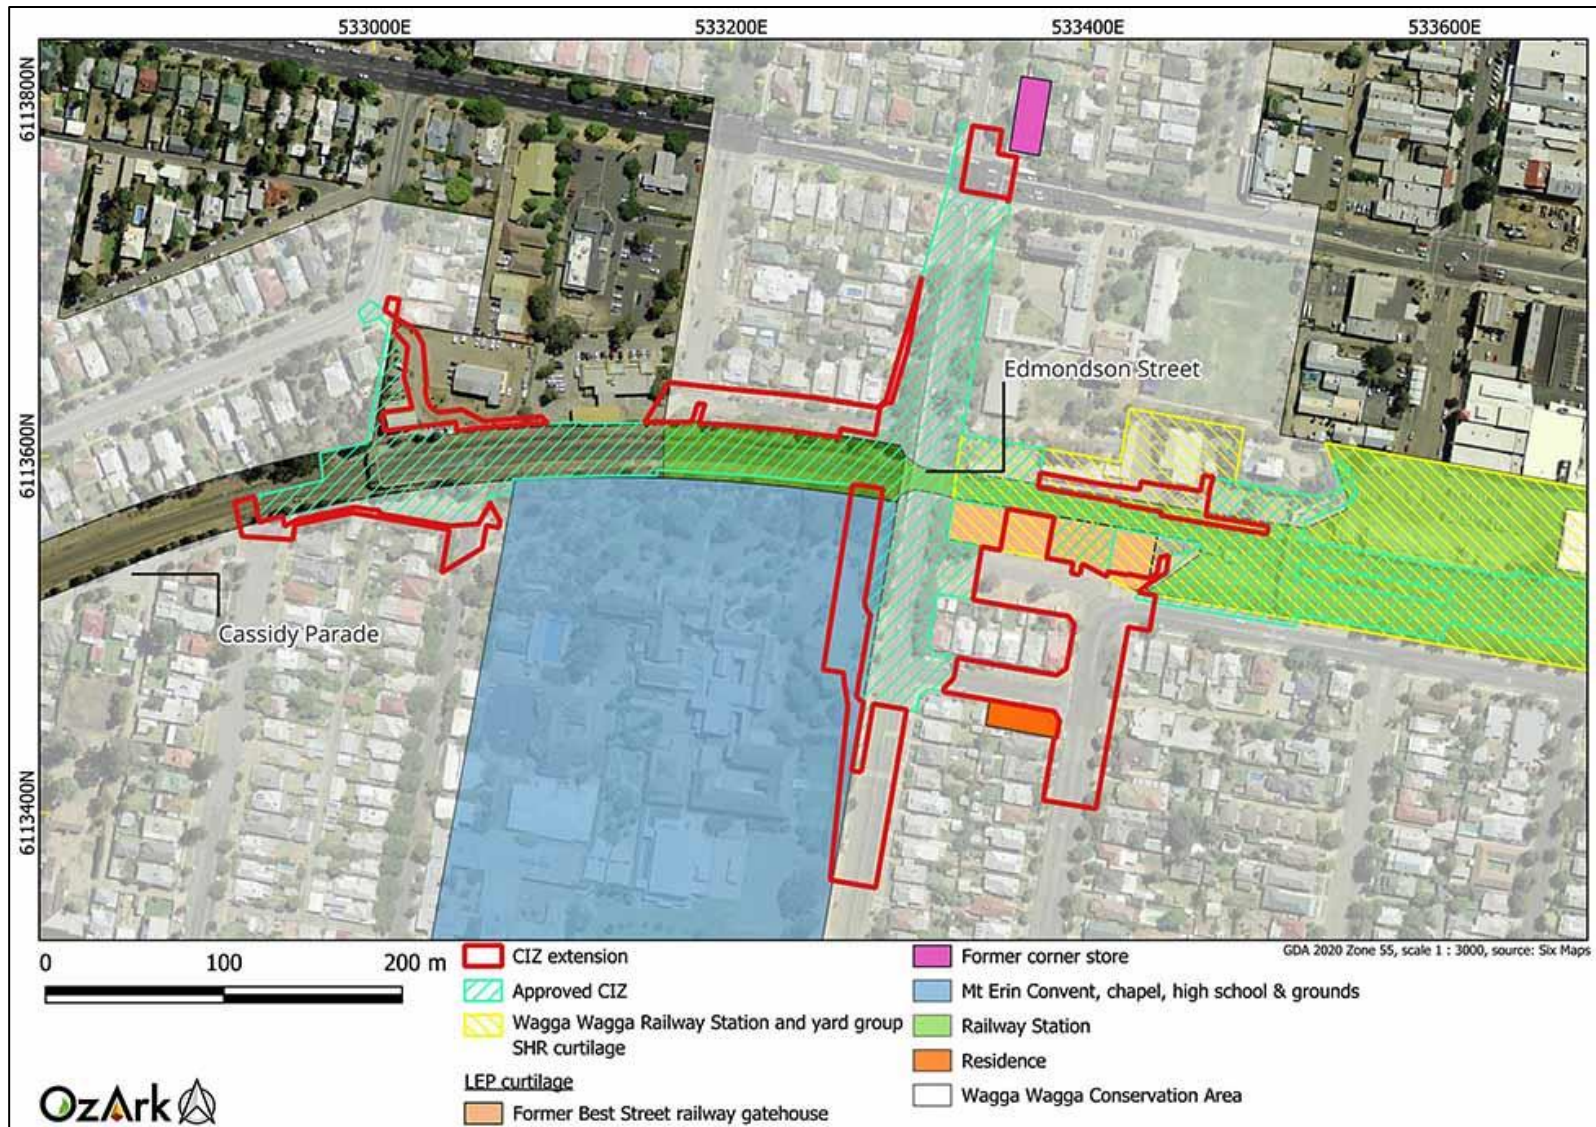 533000E
533200E
533400E
533600E
6113800N
6113600N
6113400N
Edmondson Street
Cassidy Parade
0 100 200 m
GDA 2020 Zone 55, scale 1 : 3000, source: Six Maps
CIZ extension
Approved CIZ
Wagga Wagga Railway Station and yard group
SHR curtilage
LEP curtilage
Former Best Street railway gatehouse
Former corner store
Mt Erin Convent, chapel, high school & grounds
Railway Station
Residence
Wagga Wagga Conservation Area
OzArk